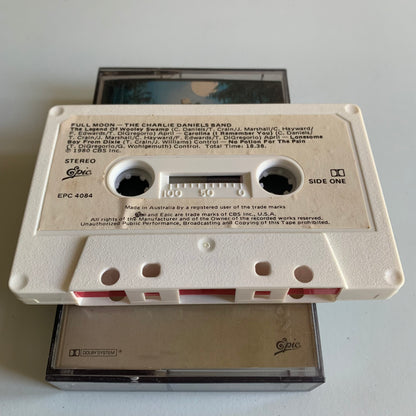 FULL MOON — THE CHARLIE DANIELS BAND
The Legend Of Wooley Swamp (C. Daniels/T. Crain/J. Marshall/C. Hayward/
F. Edwards/T. DiGregorio) April — Carolina (I Remember You) (C. Daniels/
T. Crain/J. Marshall/C. Hayward/F. Edwards/T. DiGregorio) April — Lonesome
Boy From Dixie (T. Crain/J. Williams) Control — No Potion For The Pain
(T. DiGregorio/G. Wohlgemuth) Control. Total Time: 18.36.
℗ 1980 CBS Inc.
STEREO
Epic
EPC 4084
100 50 0
SIDE ONE
Made in Australia by a registered user of the trade marks
Epic and Epic are trade marks of CBS Inc., U.S.A.
All rights of the Manufacturer and of the Owner of the recorded works reserved.
Unauthorized Public Performance, Broadcasting and Copying of this Tape prohibited.
DOLBY SYSTEM
Epic